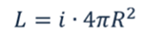 L = i · 4πR²